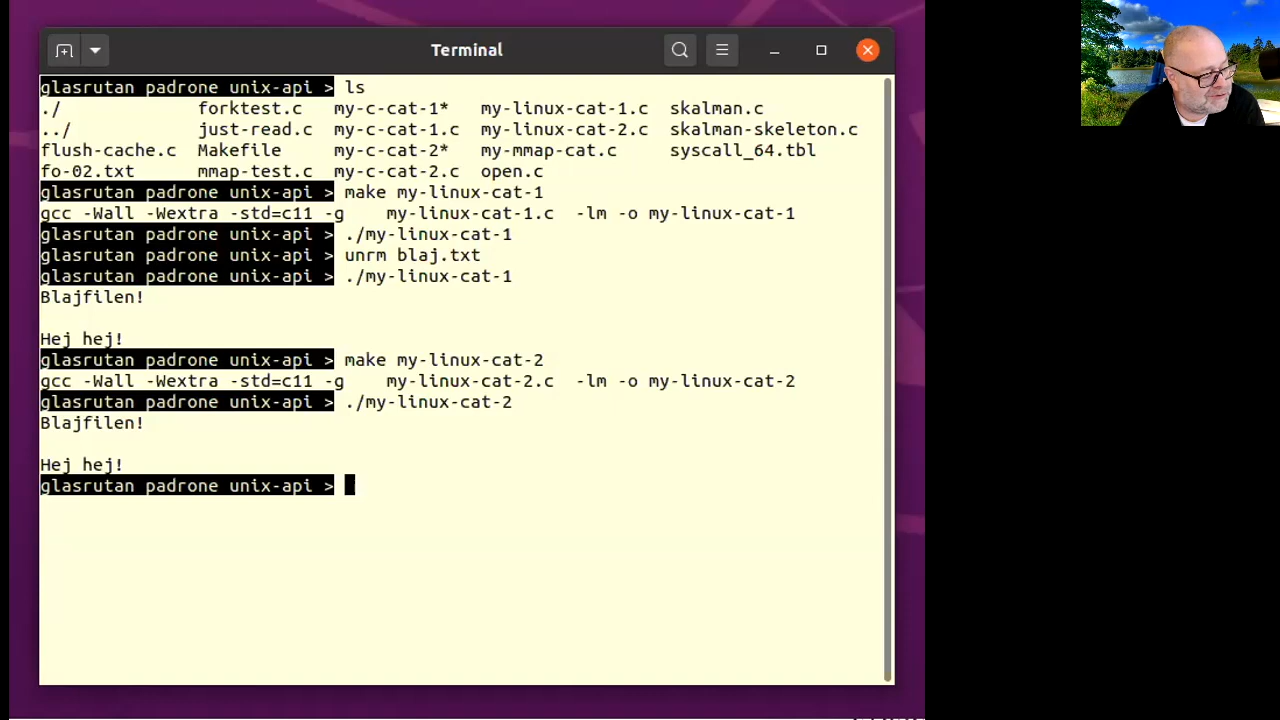 Terminal
glasrutan padrone unix-api > ls
./ forktest.c my-c-cat-1* my-linux-cat-1.c skalman.c
../ just-read.c my-c-cat-1.c my-linux-cat-2.c skalman-skeleton.c
flush-cache.c Makefile my-c-cat-2* my-mmap-cat.c syscall_64.tbl
fo-02.txt mmap-test.c my-c-cat-2.c open.c
glasrutan padrone unix-api > make my-linux-cat-1
gcc -Wall -Wextra -std=c11 -g my-linux-cat-1.c -lm -o my-linux-cat-1
glasrutan padrone unix-api > ./my-linux-cat-1
glasrutan padrone unix-api > unrm blaj.txt
glasrutan padrone unix-api > ./my-linux-cat-1
Blajfilen!
Hej hej!
glasrutan padrone unix-api > make my-linux-cat-2
gcc -Wall -Wextra -std=c11 -g my-linux-cat-2.c -lm -o my-linux-cat-2
glasrutan padrone unix-api > ./my-linux-cat-2
Blajfilen!
Hej hej!
glasrutan padrone unix-api >